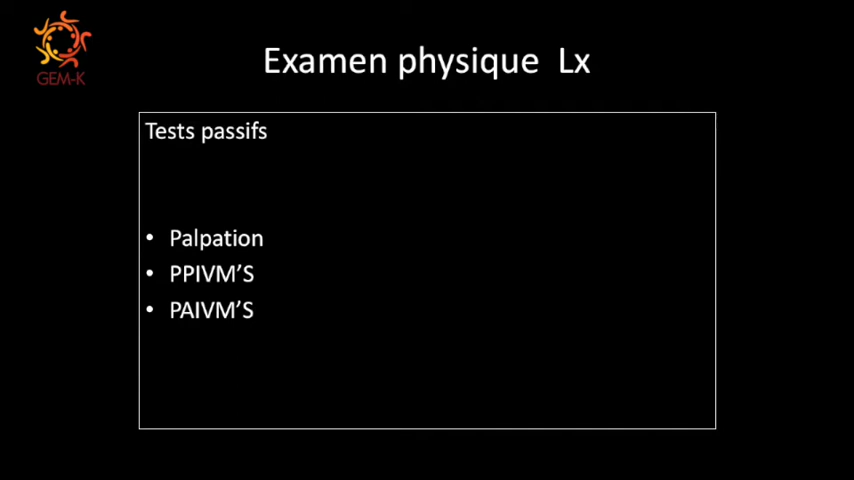 GEM-K
Examen physique Lx
Tests passifs
• Palpation
• PPIVM'S
• PAIVM'S